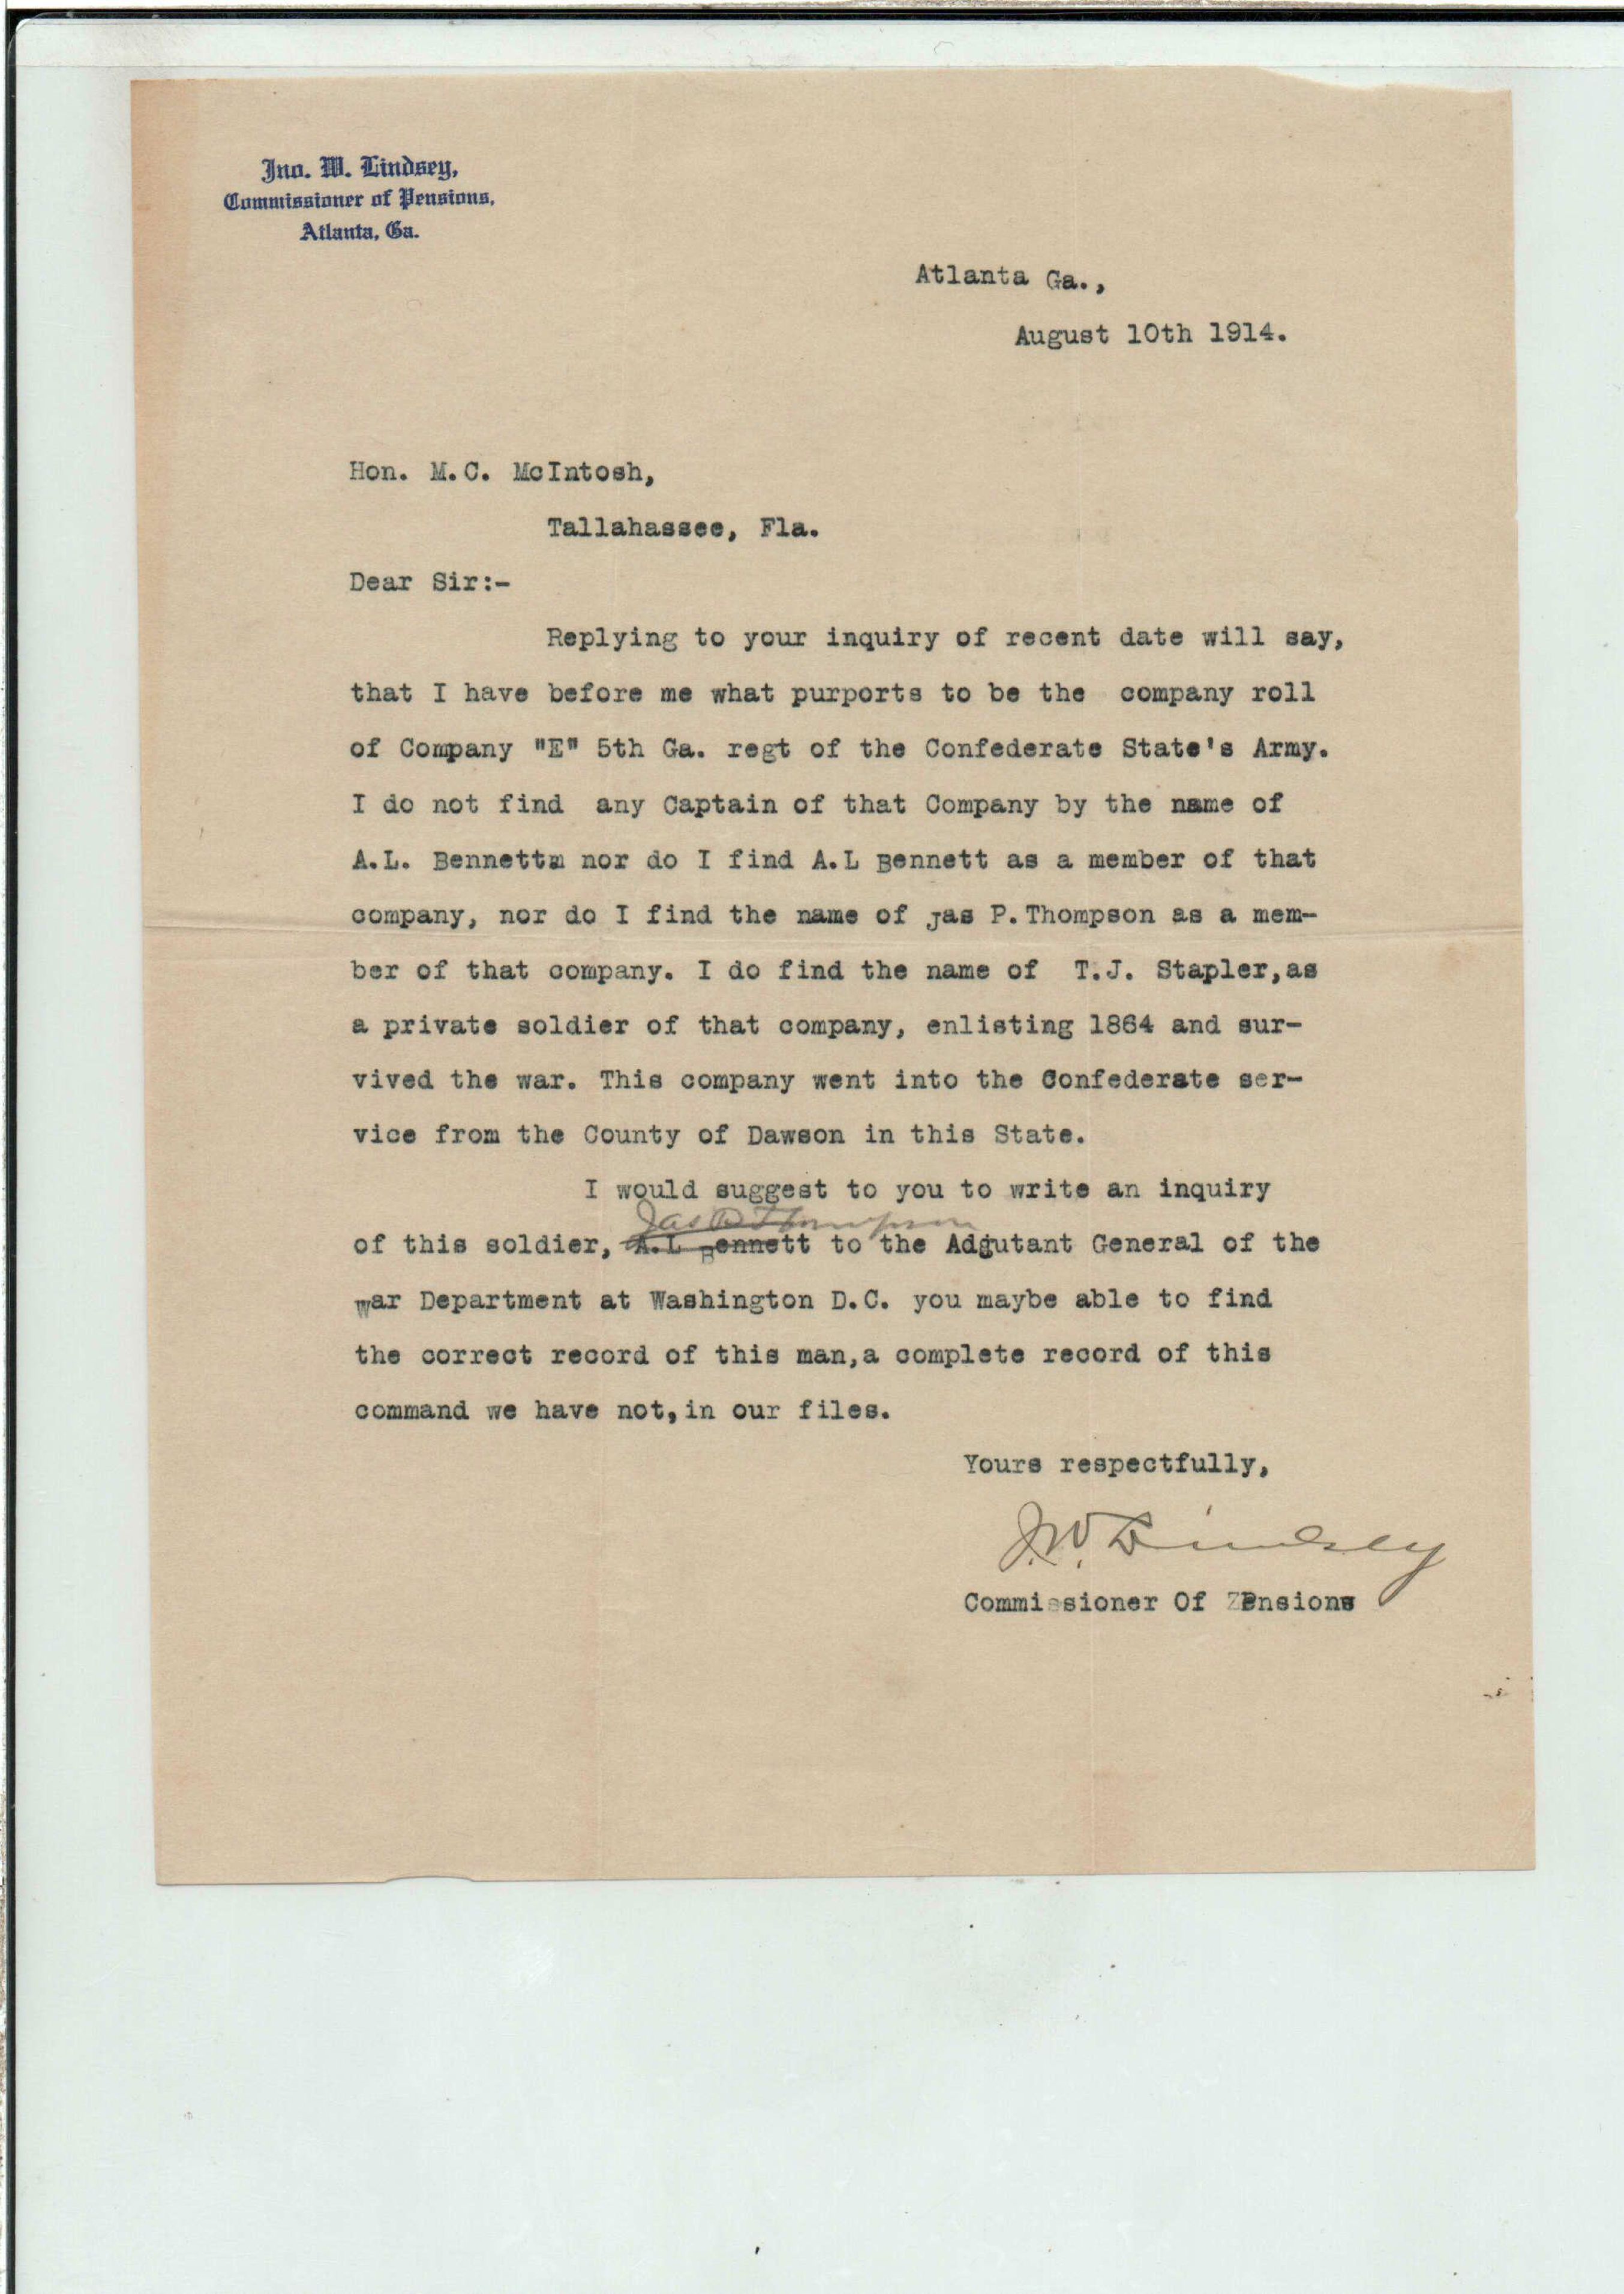 Jno. W. Lindsey,
Commissioner of Pensions,
Atlanta, Ga.
Atlanta Ga.,
August 10th 1914.
Hon. M.C. McIntosh,
Tallahassee, Fla.
Dear Sir:-
Replying to your inquiry of recent date will say,
that I have before me what purports to be the company roll
of Company "E" 5th Ga. regt of the Confederate State's Army.
I do not find any Captain of that Company by the name of
A.L. Bennettm nor do I find A.L Bennett as a member of that
company, nor do I find the name of Jas P.Thompson as a mem-
ber of that company. I do find the name of T.J. Stapler,as
a private soldier of that company, enlisting 1864 and sur-
vived the war. This company went into the Confederate ser-
vice from the County of Dawson in this State.
I would suggest to you to write an inquiry
Jas P Thompson
of this soldier, A.L Bennett to the Adgutant General of the
War Department at Washington D.C. you maybe able to find
the correct record of this man,a complete record of this
command we have not,in our files.
Yours respectfully,
J.W. Lindsey
Commissioner Of Pensions